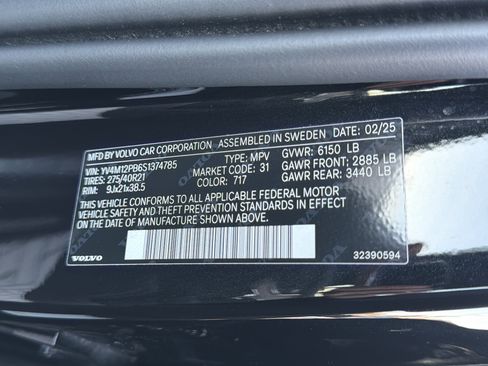 MFD BY VOLVO CAR CORPORATION ASSEMBLED IN SWEDEN DATE: 02/25
VIN: YV4M12PB6S1374785 TYPE: MPV GVWR: 6150 LB
TIRES: 275/40R21 MARKET CODE: 31 GAWR FRONT: 2885 LB
RIM: 9Jx21x38.5 COLOR: 717 GAWR REAR: 3440 LB
THIS VEHICLE CONFORMS TO ALL APPLICABLE FEDERAL MOTOR
VEHICLE SAFETY, BUMPER, AND THEFT PREVENTION STANDARDS IN EFFECT
ON THE DATE OF MANUFACTURE SHOWN ABOVE.
VOLVO 32390594